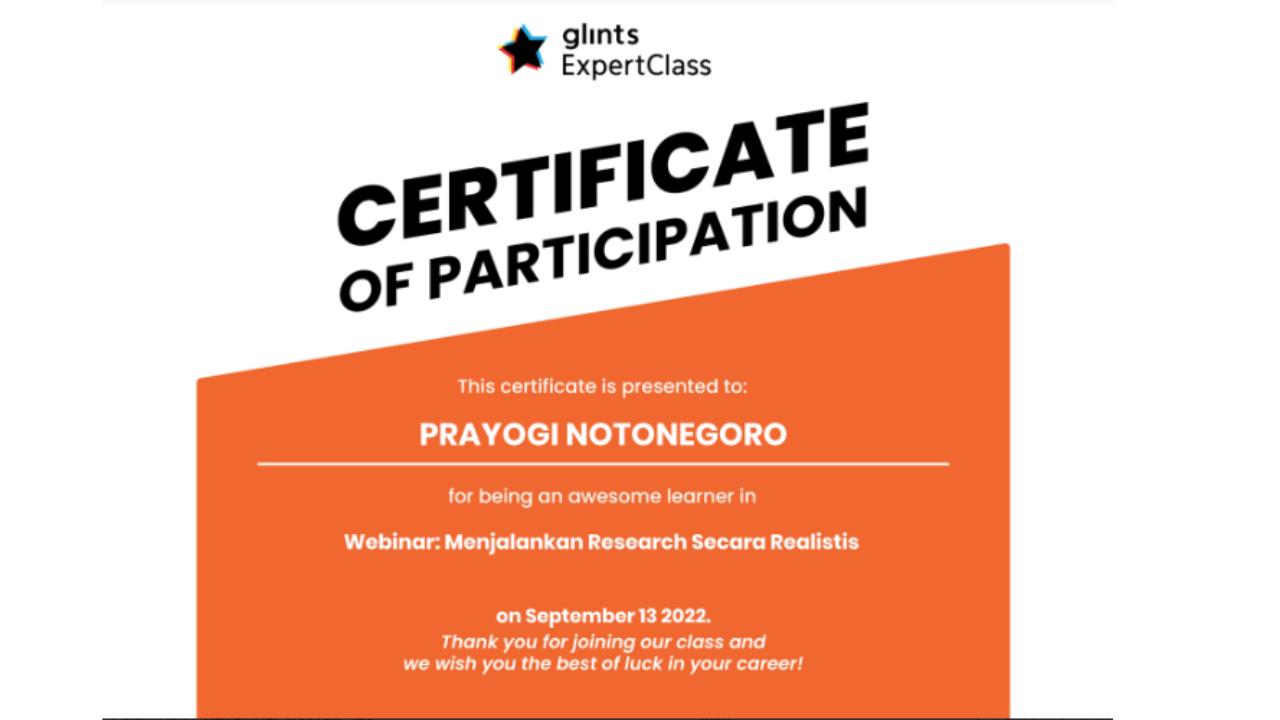 glints
ExpertClass
CERTIFICATE
OF PARTICIPATION
This certificate is presented to:
PRAYOGI NOTONEGORO
for being an awesome learner in
Webinar: Menjalankan Research Secara Realistis
on September 13 2022.
Thank you for joining our class and
we wish you the best of luck in your career!